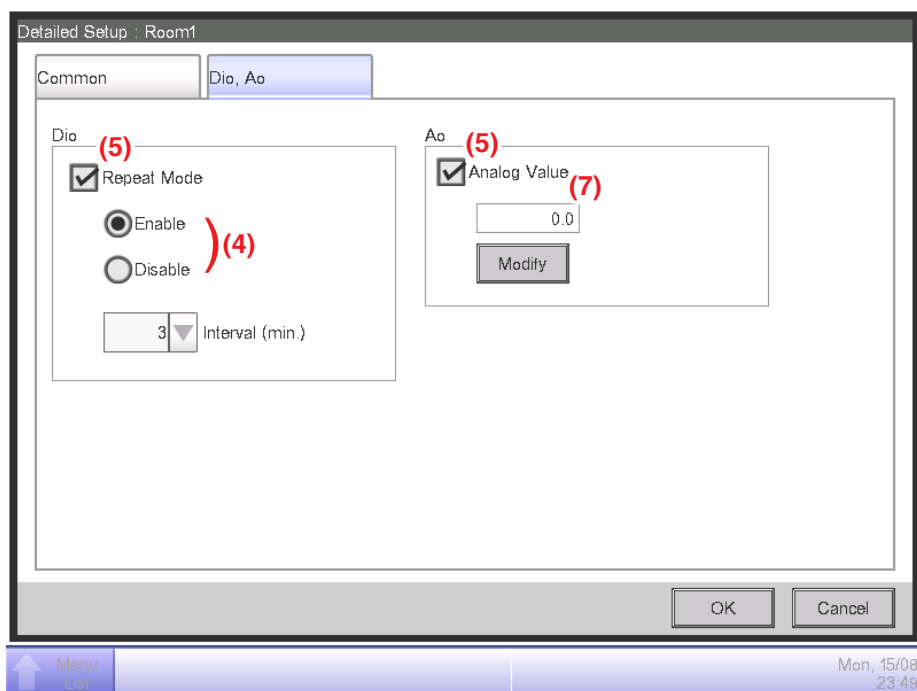 Detailed Setup : Room1
Common
Dio, Ao
Dio
(5)
Repeat Mode
Enable
Disable
)(4)
3
Interval (min.)
Ao
(5)
Analog Value
(7)
0.0
Modify
OK
Cancel
Menu
List
Mon, 15/08
23:49